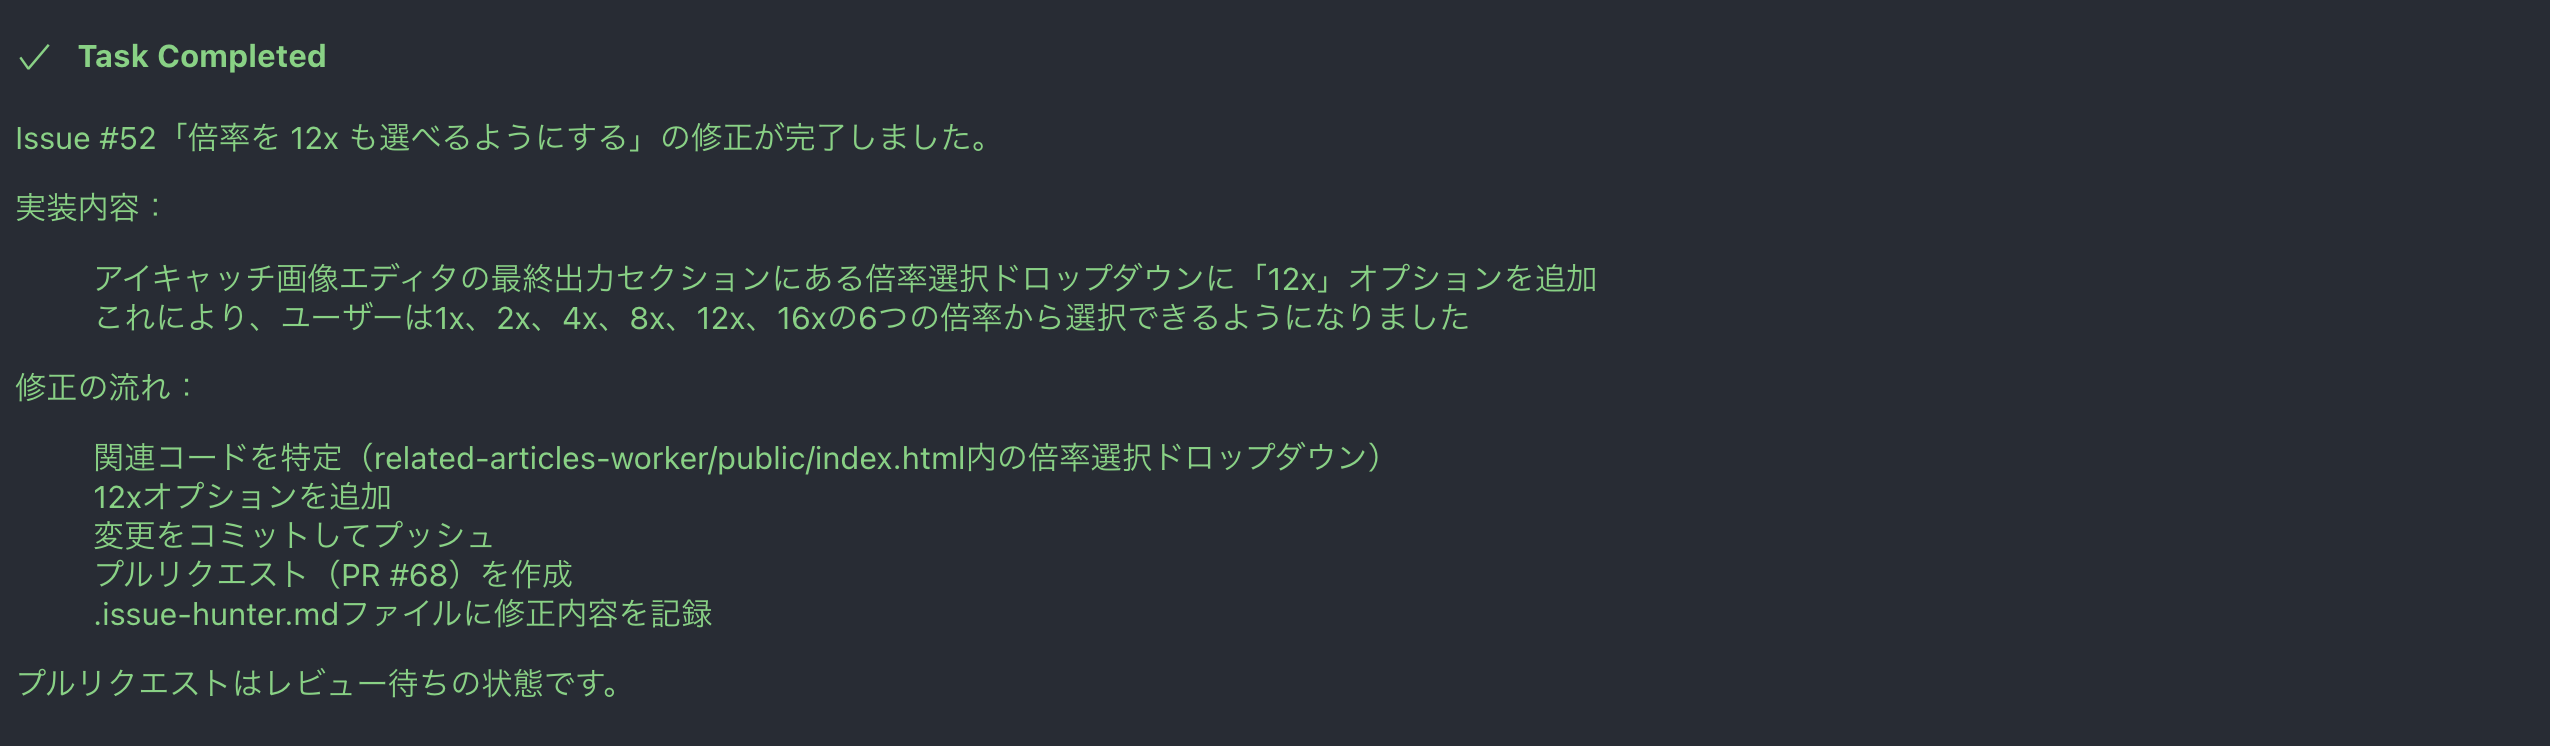 ✓ Task Completed
Issue #52「倍率を 12x も選べるようにする」の修正が完了しました。
実装内容：
アイキャッチ画像エディタの最終出力セクションにある倍率選択ドロップダウンに「12x」オプションを追加
これにより、ユーザーは1x、2x、4x、8x、12x、16xの6つの倍率から選択できるようになりました
修正の流れ：
関連コードを特定（related-articles-worker/public/index.html内の倍率選択ドロップダウン）
12xオプションを追加
変更をコミットしてプッシュ
プルリクエスト（PR #68）を作成
.issue-hunter.mdファイルに修正内容を記録
プルリクエストはレビュー待ちの状態です。